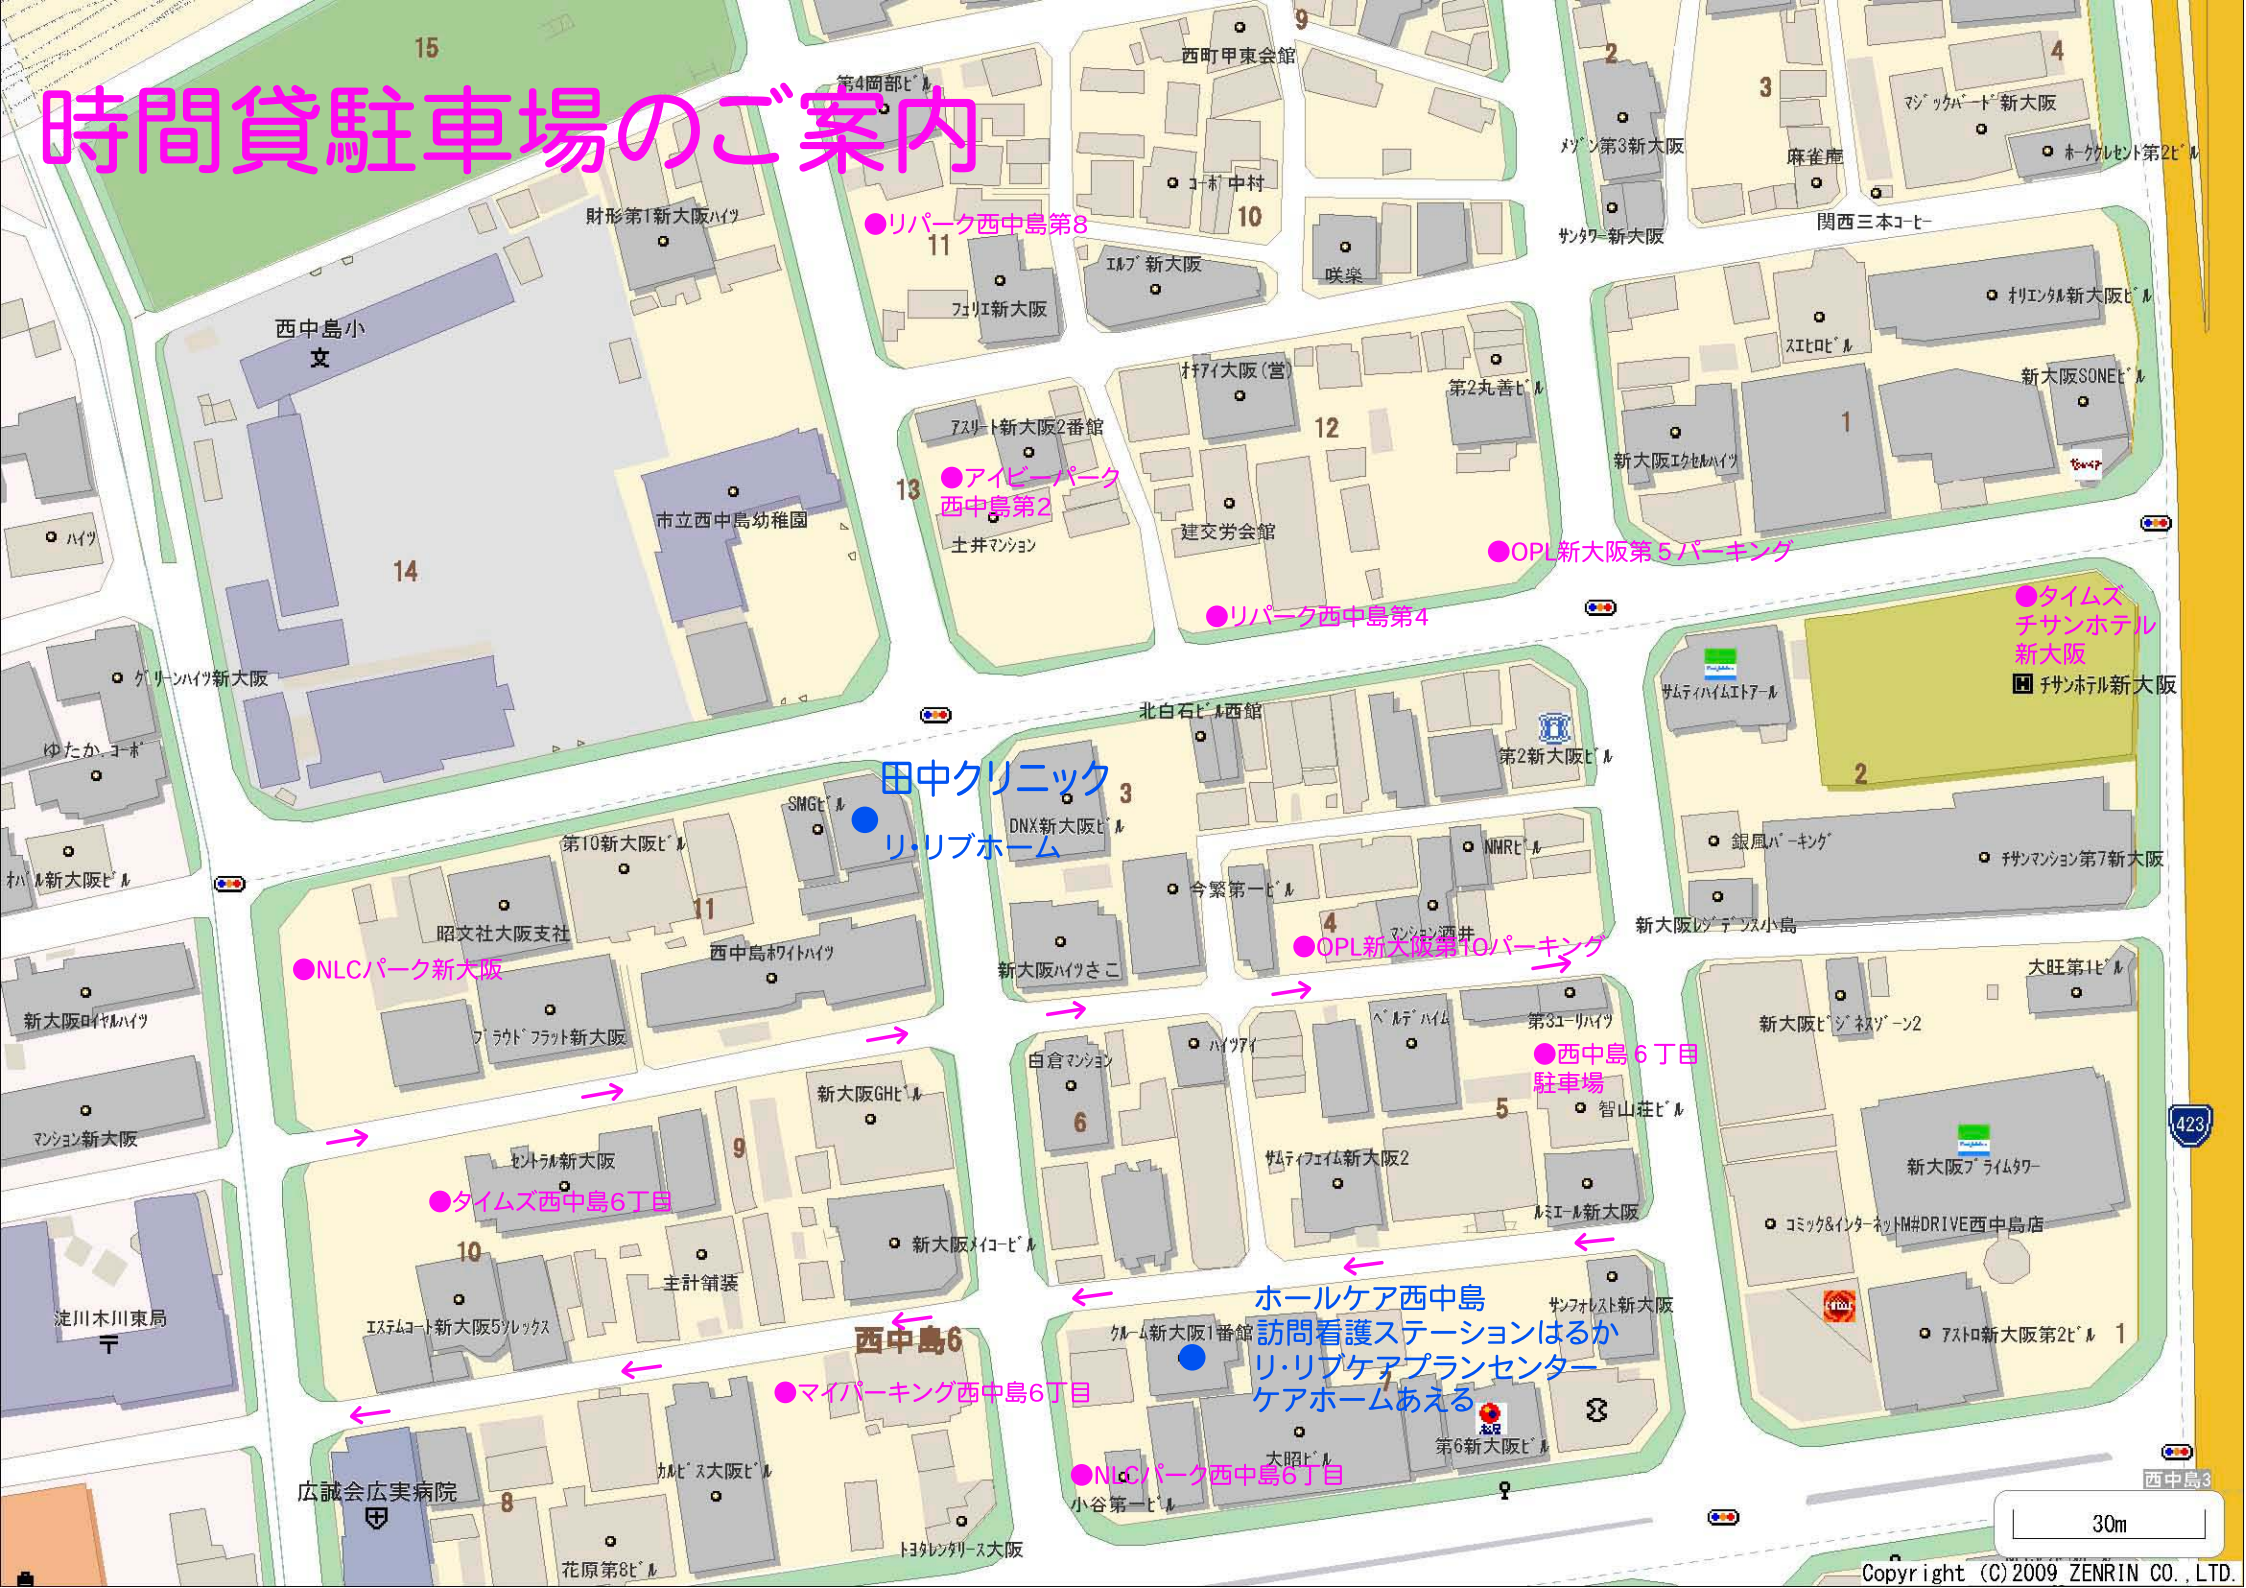 時間貸駐車場のご案内
15
9
西町甲東会館
2
3
4
第4岡部ビル
マジックバード新大阪
メゾン第3新大阪
麻雀庵
ホーククレセント第2ビル
コーポ中村
財形第1新大阪ハイツ
●リパーク西中島第8
10
11
関西三本コーヒー
サンタワー新大阪
エルブ新大阪
咲楽
フェリエ新大阪
オリエンタル新大阪ビル
西中島小
文
スエヒロビル
オチアイ大阪(営)
第2丸善ビル
新大阪SONEビル
アスリート新大阪2番館
12
1
新大阪エクセルハイツ
●アイビーパーク
西中島第2
13
市立西中島幼稚園
土井マンション
建交労会館
ハイツ
●OPL新大阪第5パーキング
14
●リパーク西中島第4
●タイムズ
チサンホテル
新大阪
H チサンホテル新大阪
グリーンハイツ新大阪
サムティハイムエトアール
北白石ビル西館
ゆたか.コーポ
第2新大阪ビル
2
田中クリニック
3
SMGビル
DNX新大阪ビル
リ・リブホーム
第10新大阪ビル
NMRビル
銀凰パーキング
チサンマンション第7新大阪
オパル新大阪ビル
今繁第一ビル
11
昭文社大阪支社
4
マンション酒井
新大阪レジデンス小島
●OPL新大阪第10パーキング
西中島ホワイトハイツ
●NLCパーク新大阪
新大阪ハイツさこ
大旺第1ビル
新大阪ロイヤルハイツ
プラウドフラット新大阪
ベルデハイム
第3ユーリハイツ
新大阪ビジネスゾーン2
白倉マンション
ハイツアイ
●西中島6丁目
駐車場
新大阪GHビル
5
智山荘ビル
6
423
マンション新大阪
9
セントラル新大阪
サムティフェイム新大阪2
新大阪プライムタワー
●タイムズ西中島6丁目
ルミエール新大阪
コミック&インターネットM#DRIVE西中島店
10
新大阪メイコービル
主計舗装
ホールケア西中島
サンフォレスト新大阪
淀川木川東局
エステムコート新大阪5ソレックス
西中島6
クルーム新大阪1番館
訪問看護ステーションはるか
アストロ新大阪第2ビル
1
リ・リブケアプランセンター
●マイパーキング西中島6丁目
7
ケアホームあえる
第6新大阪ビル
大昭ビル
カルピス大阪ビル
●NLCパーク西中島6丁目
西中島3
広誠会広実病院
8
小谷第一ビル
30m
トヨタレンタリース大阪
花原第8ビル
Copyright (C)2009 ZENRIN CO.,LTD.